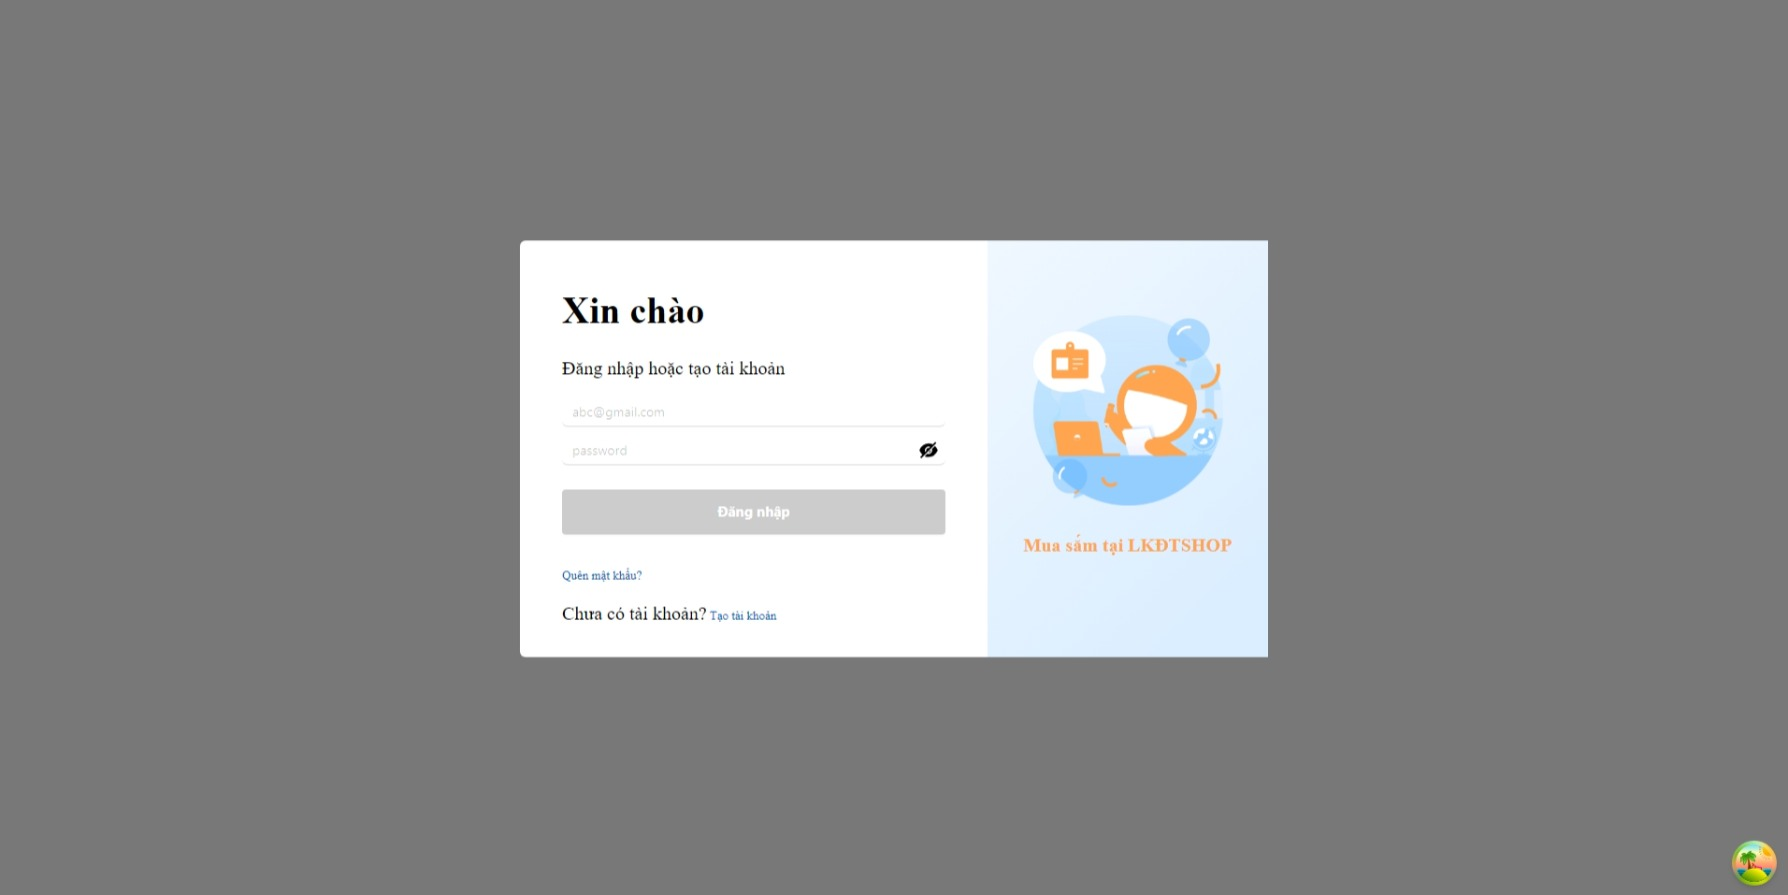 Xin chào
Đăng nhập hoặc tạo tài khoản
abc@gmail.com
password
Đăng nhập
Quên mật khẩu?
Chưa có tài khoản? Tạo tài khoản
Mua sắm tại LKĐTSHOP